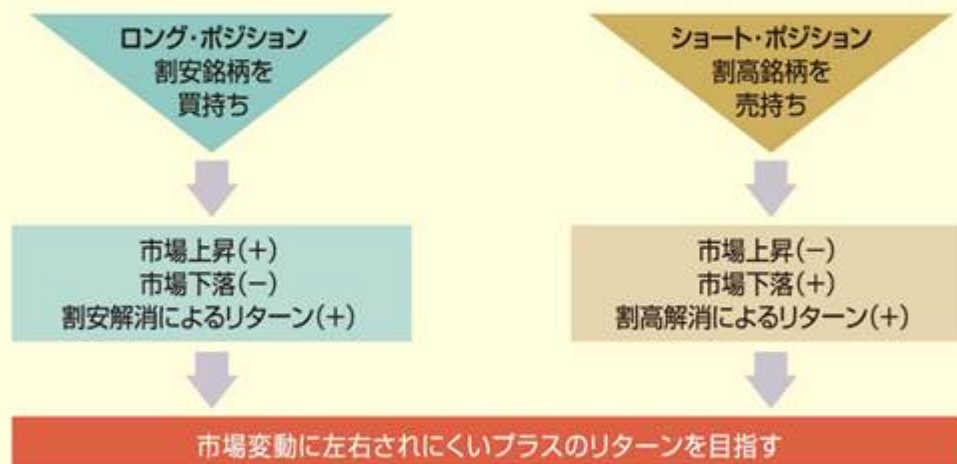 ロング・ポジション
割安銘柄を
買持ち
ショート・ポジション
割高銘柄を
売持ち
市場上昇(+)
市場下落(−)
割安解消によるリターン(+)
市場上昇(−)
市場下落(+)
割高解消によるリターン(+)
市場変動に左右されにくいプラスのリターンを目指す